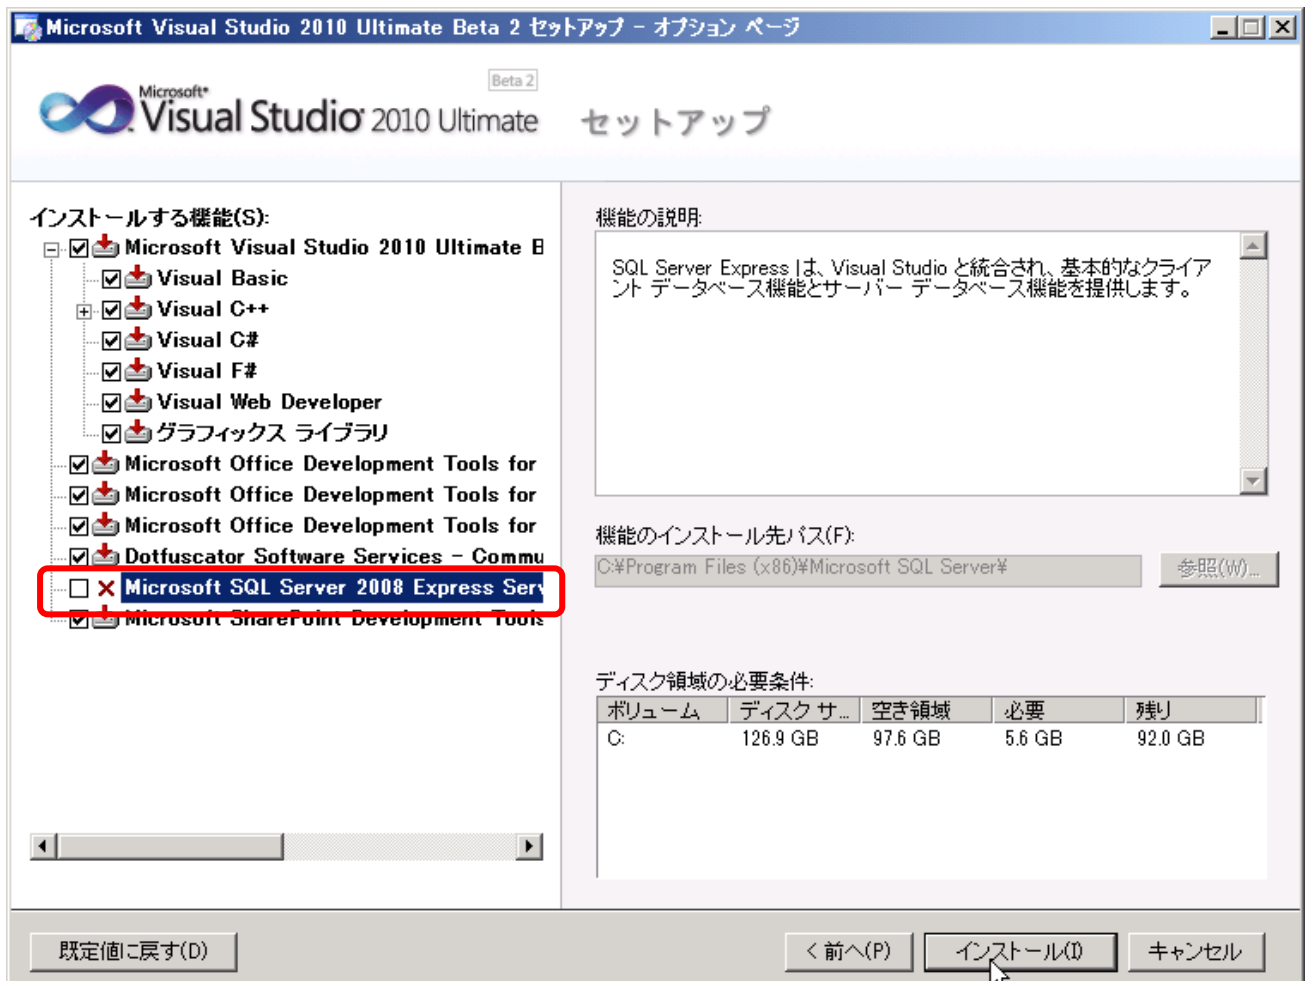 Microsoft Visual Studio 2010 Ultimate Beta 2 セットアップ - オプション ページ
Beta 2
Microsoft
Visual Studio 2010 Ultimate セットアップ
インストールする機能(S):
Microsoft Visual Studio 2010 Ultimate B
Visual Basic
Visual C++
Visual C#
Visual F#
Visual Web Developer
グラフィックス ライブラリ
Microsoft Office Development Tools for
Microsoft Office Development Tools for
Microsoft Office Development Tools for
Dotfuscator Software Services - Commu
Microsoft SQL Server 2008 Express Serv
Microsoft SharePoint Development Tools
機能の説明:
SQL Server Express は、Visual Studio と統合され、基本的なクライア
ント データベース機能とサーバー データベース機能を提供します。
機能のインストール先パス(F):
C:¥Program Files (x86)¥Microsoft SQL Server¥ 参照(W)...
ディスク領域の必要条件:
ボリューム ディスク サ... 空き領域 必要 残り
C: 126.9 GB 97.6 GB 5.6 GB 92.0 GB
既定値に戻す(D) < 前へ(P) インストール(I) キャンセル